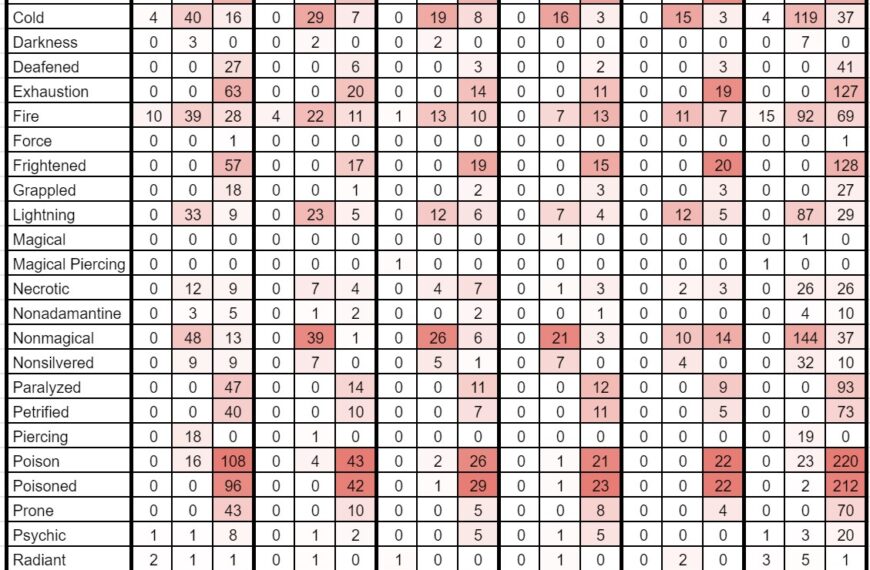 Cold 4 40 16 0 29 7 0 19 8 0 16 3 0 15 3 4 119 37
Darkness 0 3 0 0 2 0 0 2 0 0 0 0 0 0 0 0 7 0
Deafened 0 0 27 0 0 6 0 0 3 0 0 2 0 0 3 0 0 41
Exhaustion 0 0 63 0 0 20 0 0 14 0 0 11 0 0 19 0 0 127
Fire 10 39 28 4 22 11 1 13 10 0 7 13 0 11 7 15 92 69
Force 0 0 1 0 0 0 0 0 0 0 0 0 0 0 0 0 0 1
Frightened 0 0 57 0 0 17 0 0 19 0 0 15 0 0 20 0 0 128
Grappled 0 0 18 0 0 1 0 0 2 0 0 3 0 0 3 0 0 27
Lightning 0 33 9 0 23 5 0 12 6 0 7 4 0 12 5 0 87 29
Magical 0 0 0 0 0 0 0 0 0 0 1 0 0 0 0 0 1 0
Magical Piercing 0 0 0 0 0 0 1 0 0 0 0 0 0 0 0 1 0 0
Necrotic 0 12 9 0 7 4 0 4 7 0 1 3 0 2 3 0 26 26
Nonadamantine 0 3 5 0 1 2 0 0 2 0 0 1 0 0 0 0 4 10
Nonmagical 0 48 13 0 39 1 0 26 6 0 21 3 0 10 14 0 144 37
Nonsilvered 0 9 9 0 7 0 0 5 1 0 7 0 0 4 0 0 32 10
Paralyzed 0 0 47 0 0 14 0 0 11 0 0 12 0 0 9 0 0 93
Petrified 0 0 40 0 0 10 0 0 7 0 0 11 0 0 5 0 0 73
Piercing 0 18 0 0 1 0 0 0 0 0 0 0 0 0 0 0 19 0
Poison 0 16 108 0 4 43 0 2 26 0 1 21 0 0 22 0 23 220
Poisoned 0 0 96 0 0 42 0 1 29 0 1 23 0 0 22 0 2 212
Prone 0 0 43 0 0 10 0 0 5 0 0 8 0 0 4 0 0 70
Psychic 1 1 8 0 1 2 0 0 5 0 1 5 0 0 0 1 3 20
Radiant 2 1 1 0 1 0 1 0 0 0 1 0 0 2 0 3 5 1